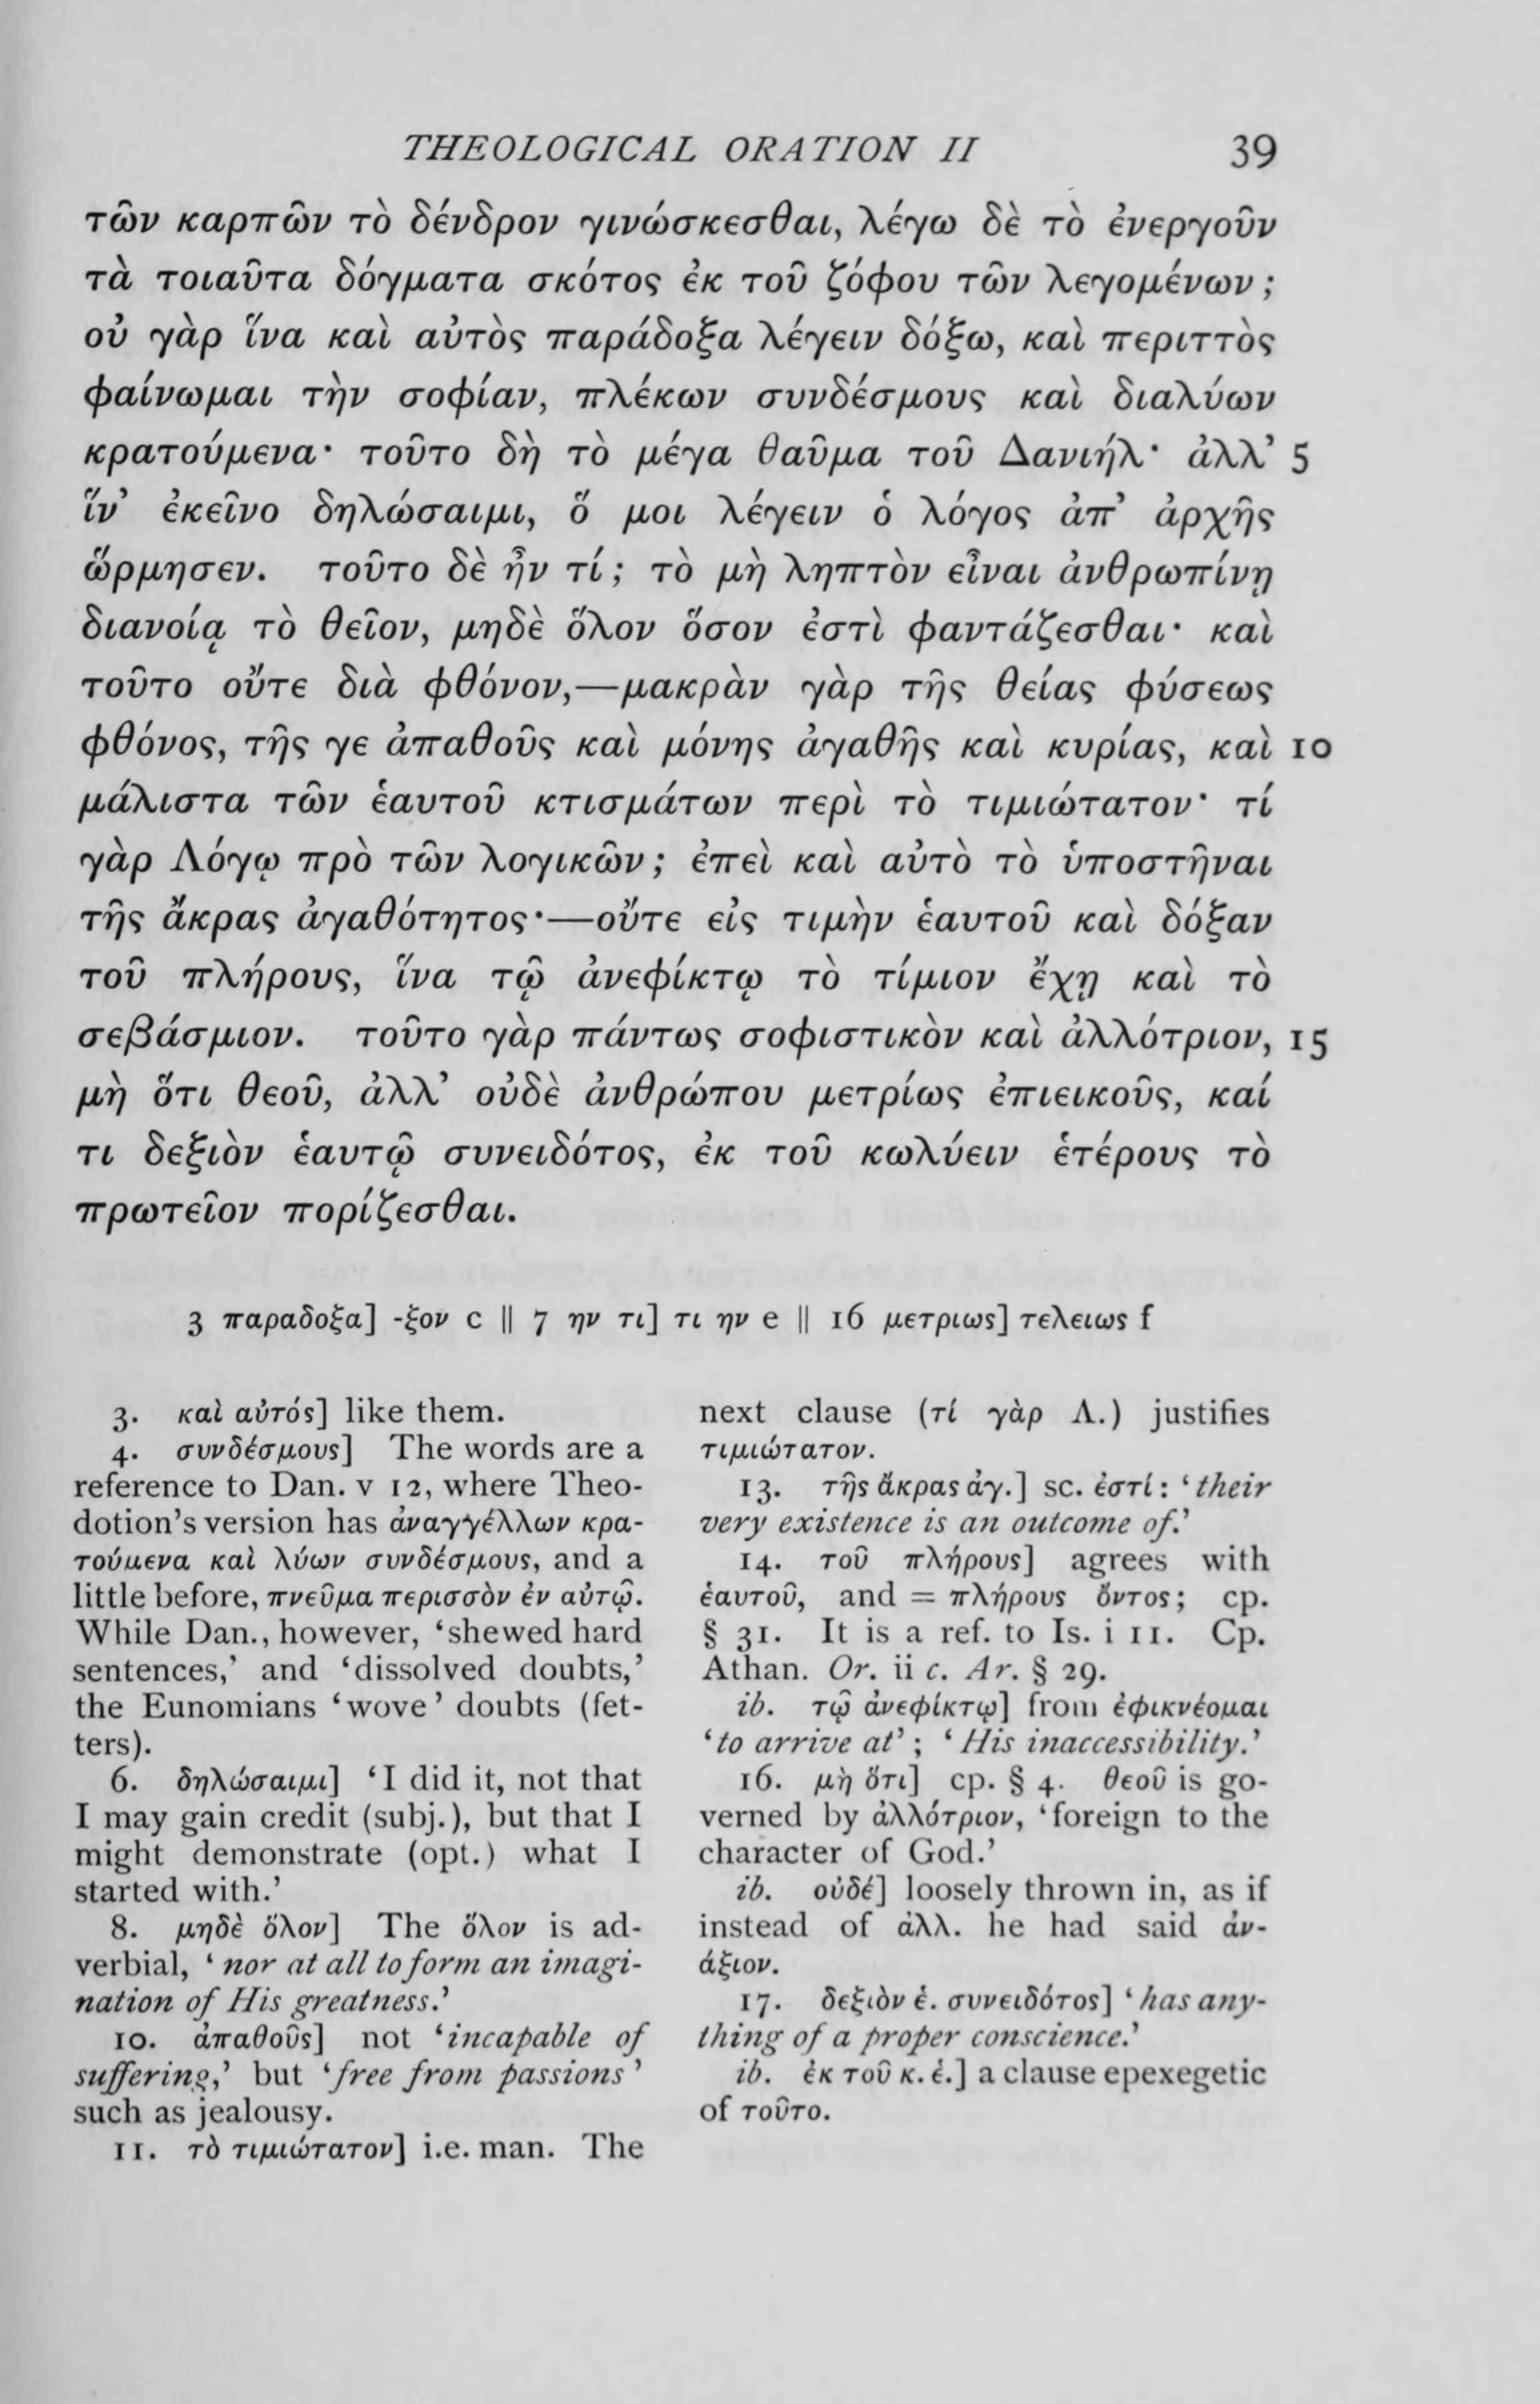 THEOLOGICAL ORATION II 39
τῶν καρπῶν τὸ δένδρον γινώσκεσθαι, λέγω δὲ τὸ ἐνεργοῦν
τὰ τοιαῦτα δόγματα σκότος ἐκ τοῦ ζόφου τῶν λεγομένων ;
οὐ γὰρ ἵνα καὶ αὐτὸς παράδοξα λέγειν δόξω, καὶ περιττὸς
φαίνωμαι τὴν σοφίαν, πλέκων συνδέσμους καὶ διαλύων
κρατούμενα· τοῦτο δὴ τὸ μέγα θαῦμα τοῦ Δανιήλ· ἀλλ’ 5
ἵν’ ἐκεῖνο δηλώσαιμι, ὅ μοι λέγειν ὁ λόγος ἀπ’ ἀρχῆς
ὥρμησεν. τοῦτο δὲ ἦν τί ; τὸ μὴ ληπτὸν εἶναι ἀνθρωπίνῃ
διανοίᾳ τὸ θεῖον, μηδὲ ὅλον ὅσον ἐστὶ φαντάζεσθαι· καὶ
τοῦτο οὔτε διὰ φθόνον,—μακρὰν γὰρ τῆς θείας φύσεως
φθόνος, τῆς γε ἀπαθοῦς καὶ μόνης ἀγαθῆς καὶ κυρίας, καὶ 10
μάλιστα τῶν ἑαυτοῦ κτισμάτων περὶ τὸ τιμιώτατον· τί
γὰρ Λόγῳ πρὸ τῶν λογικῶν ; ἐπεὶ καὶ αὐτὸ τὸ ὑποστῆναι
τῆς ἄκρας ἀγαθότητος·—οὔτε εἰς τιμὴν ἑαυτοῦ καὶ δόξαν
τοῦ πλήρους, ἵνα τῷ ἀνεφίκτῳ τὸ τίμιον ἔχῃ καὶ τὸ
σεβάσμιον. τοῦτο γὰρ πάντως σοφιστικὸν καὶ ἀλλότριον, 15
μὴ ὅτι θεοῦ, ἀλλ’ οὐδὲ ἀνθρώπου μετρίως ἐπιεικοῦς, καί
τι δεξιὸν ἑαυτῷ συνειδότος, ἐκ τοῦ κωλύειν ἑτέρους τὸ
πρωτεῖον πορίζεσθαι.
3 παραδοξα] -ξον c || 7 ην τι] τι ην e || 16 μετριως] τελειως f
3. καὶ αὐτός] like them.
4. συνδέσμους] The words are a
reference to Dan. v 12, where Theo-
dotion's version has ἀναγγέλλων κρα-
τούμενα καὶ λύων συνδέσμους, and a
little before, πνεῦμα περισσὸν ἐν αὐτῷ.
While Dan., however, ‘shewed hard
sentences,’ and ‘dissolved doubts,’
the Eunomians ‘wove’ doubts (fet-
ters).
6. δηλώσαιμι] ‘I did it, not that
I may gain credit (subj.), but that I
might demonstrate (opt.) what I
started with.’
8. μηδὲ ὅλον] The ὅλον is ad-
verbial, ‘nor at all to form an imagi-
nation of His greatness.’
10. ἀπαθοῦς] not ‘incapable of
suffering,’ but ‘free from passions’
such as jealousy.
11. τὸ τιμιώτατον] i.e. man. The
next clause (τί γὰρ Λ.) justifies
τιμιώτατον.
13. τῆς ἄκρας ἀγ.] sc. ἐστί : ‘their
very existence is an outcome of.’
14. τοῦ πλήρους] agrees with
ἑαυτοῦ, and = πλήρους ὄντος ; cp.
§ 31. It is a ref. to Is. i 11. Cp.
Athan. Or. ii c. Ar. § 29.
ib. τῷ ἀνεφίκτῳ] from ἐφικνέομαι
‘to arrive at’ ; ‘His inaccessibility.’
16. μὴ ὅτι] cp. § 4. θεοῦ is go-
verned by ἀλλότριον, ‘foreign to the
character of God.’
ib. οὐδέ] loosely thrown in, as if
instead of ἀλλ. he had said ἀν-
άξιον.
17. δεξιὸν ἑ. συνειδότος] ‘has any-
thing of a proper conscience.’
ib. ἐκ τοῦ κ. ἑ.] a clause epexegetic
of τοῦτο.